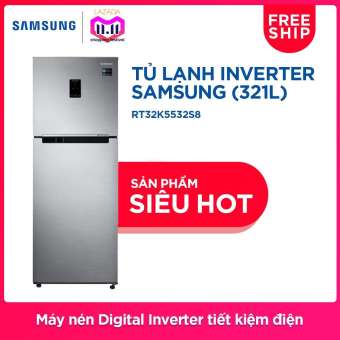 SAMSUNG
LAZADA
11.11
FREE
SHIP
TỦ LẠNH INVERTER
SAMSUNG (321L)
RT32K5532S8
SẢN PHẨM
SIÊU HOT
Máy nén Digital Inverter tiết kiệm điện